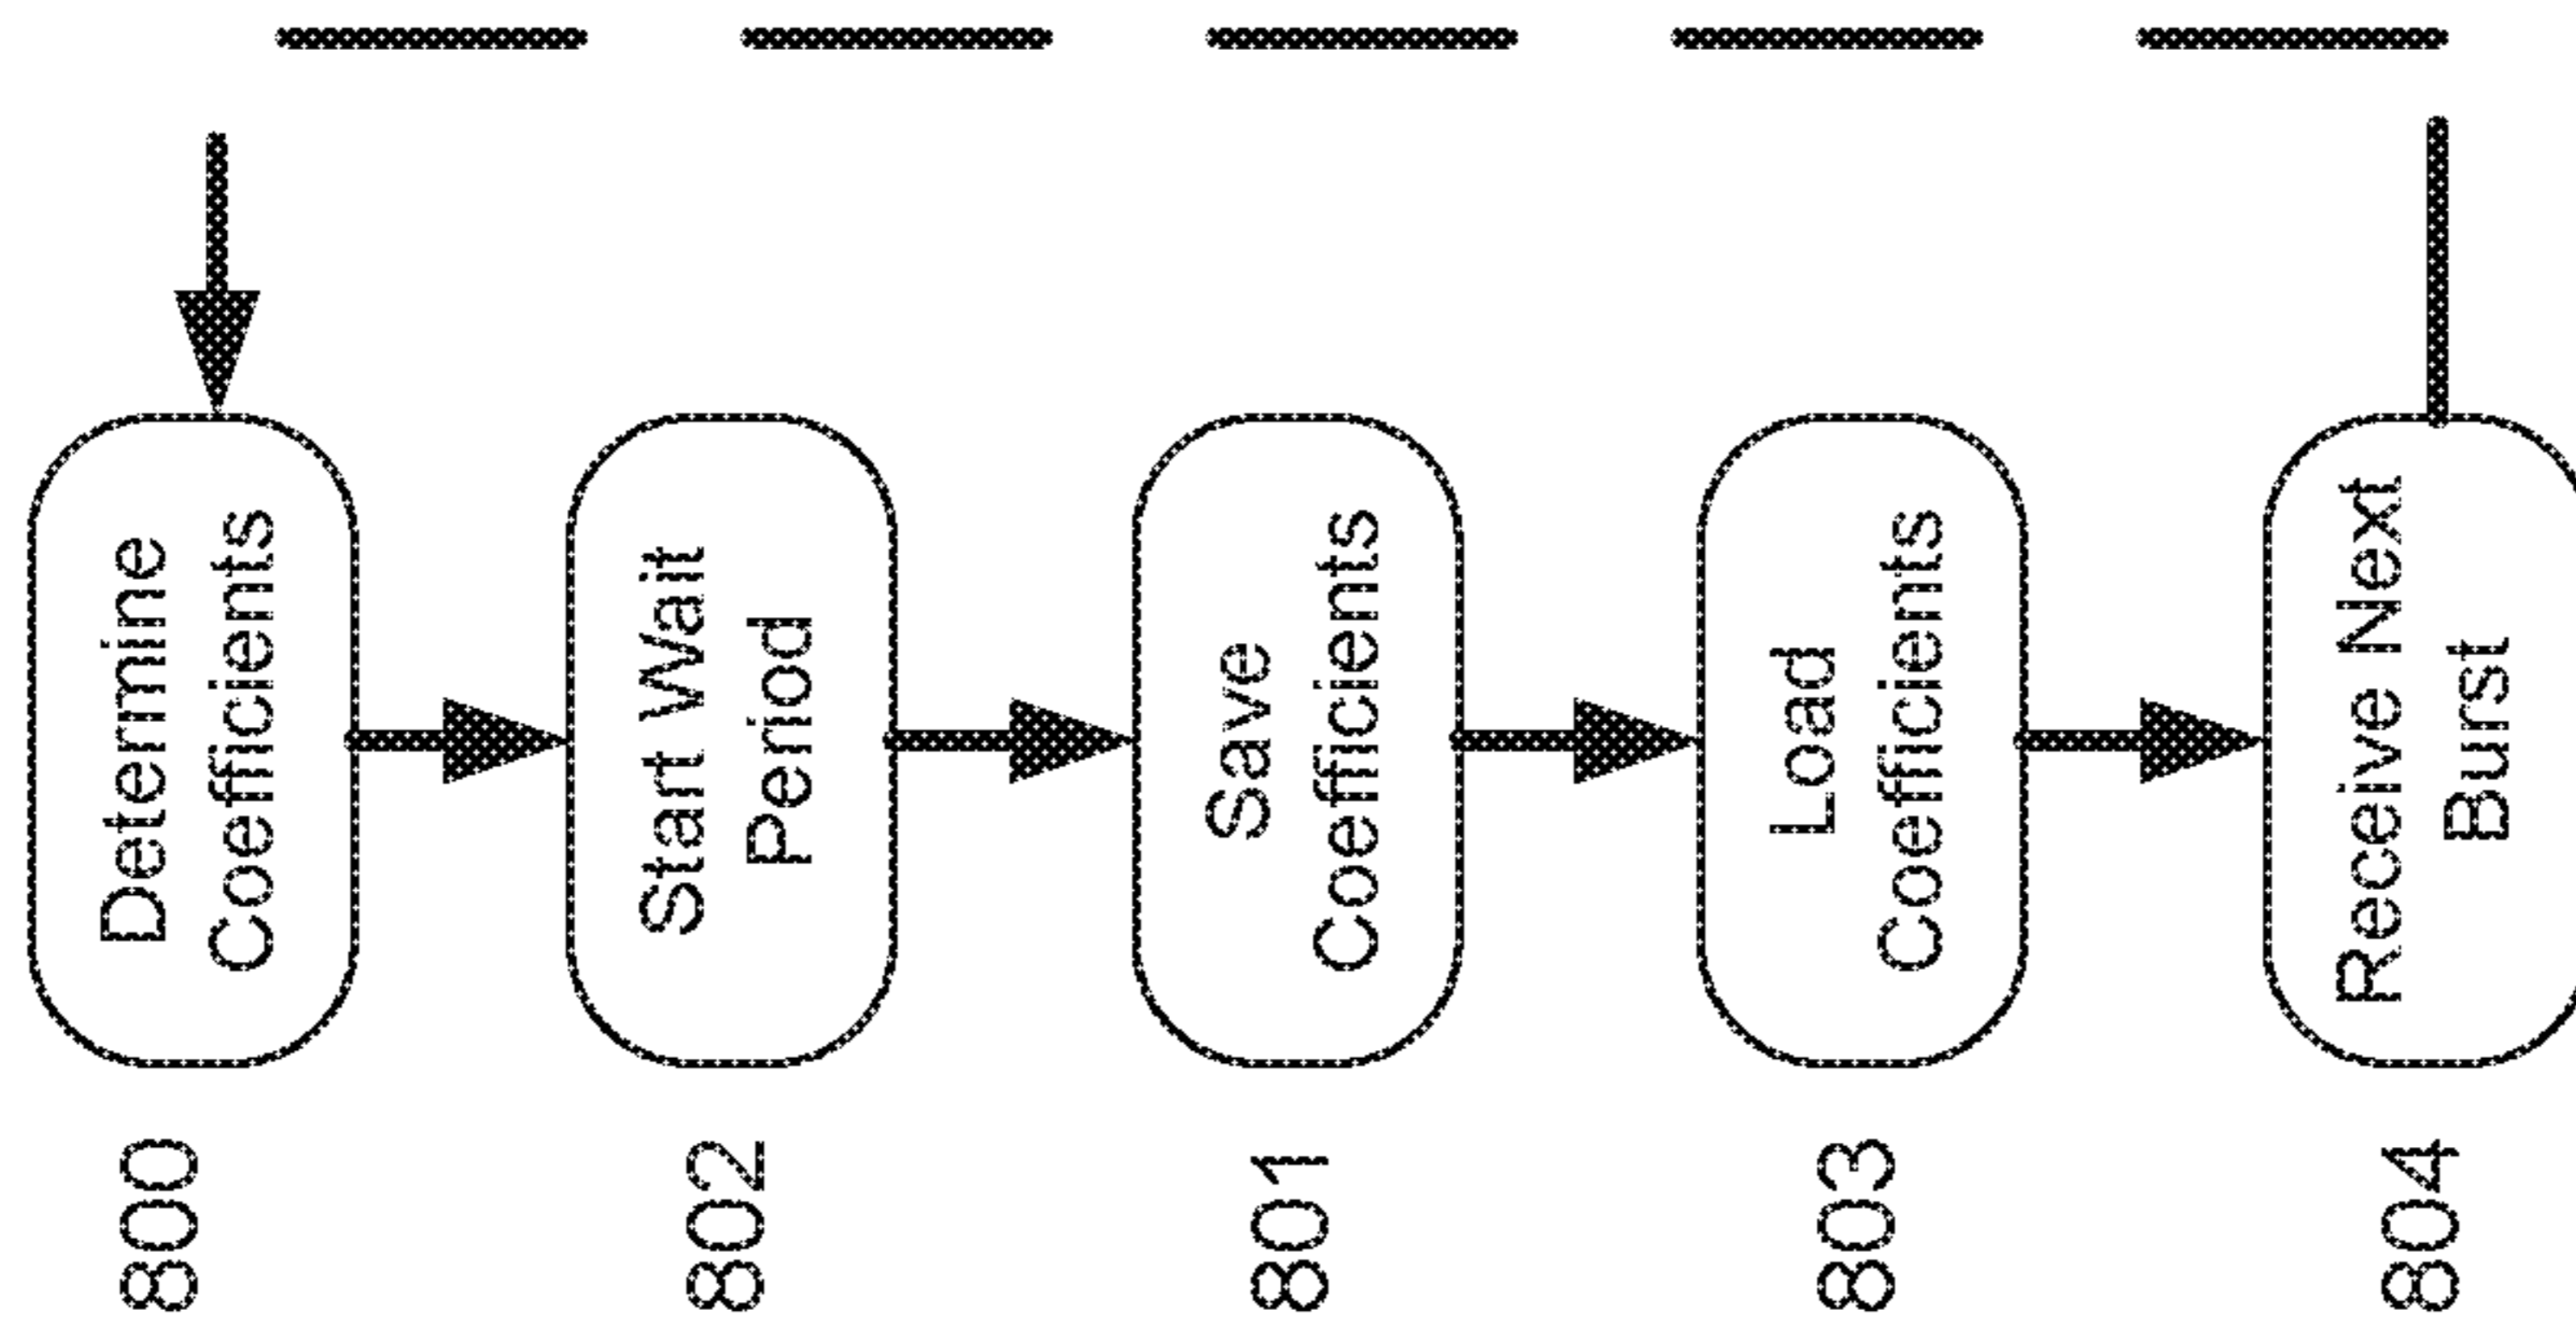 800
Determine
Coefficients
802
Start Wait
Period
801
Save
Coefficients
803
Load
Coefficients
804
Receive Next
Burst